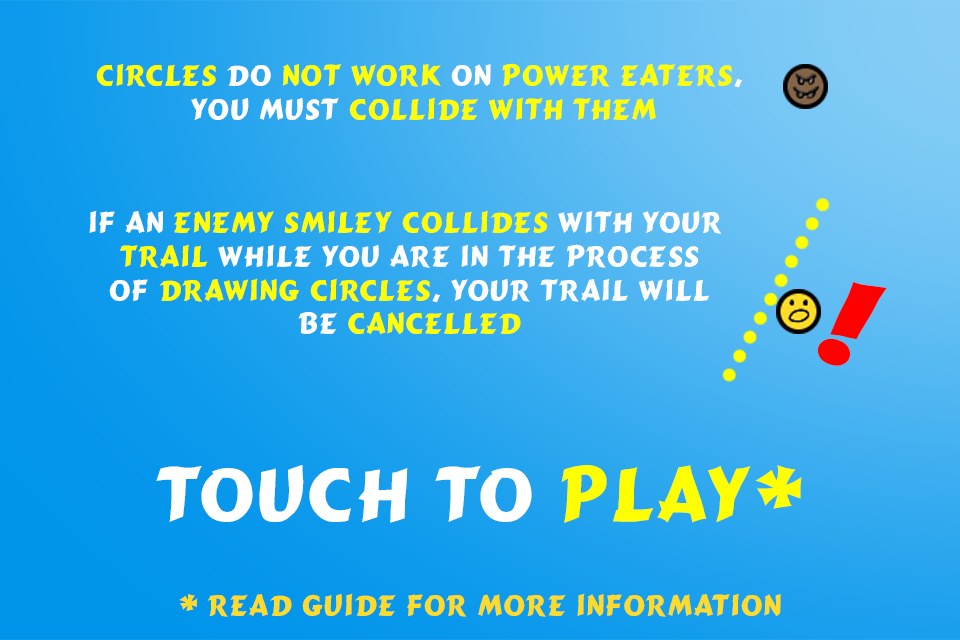 CIRCLES DO NOT WORK ON POWER EATERS,
YOU MUST COLLIDE WITH THEM
IF AN ENEMY SMILEY COLLIDES WITH YOUR
TRAIL WHILE YOU ARE IN THE PROCESS
OF DRAWING CIRCLES, YOUR TRAIL WILL
BE CANCELLED
!
TOUCH TO PLAY*
* READ GUIDE FOR MORE INFORMATION